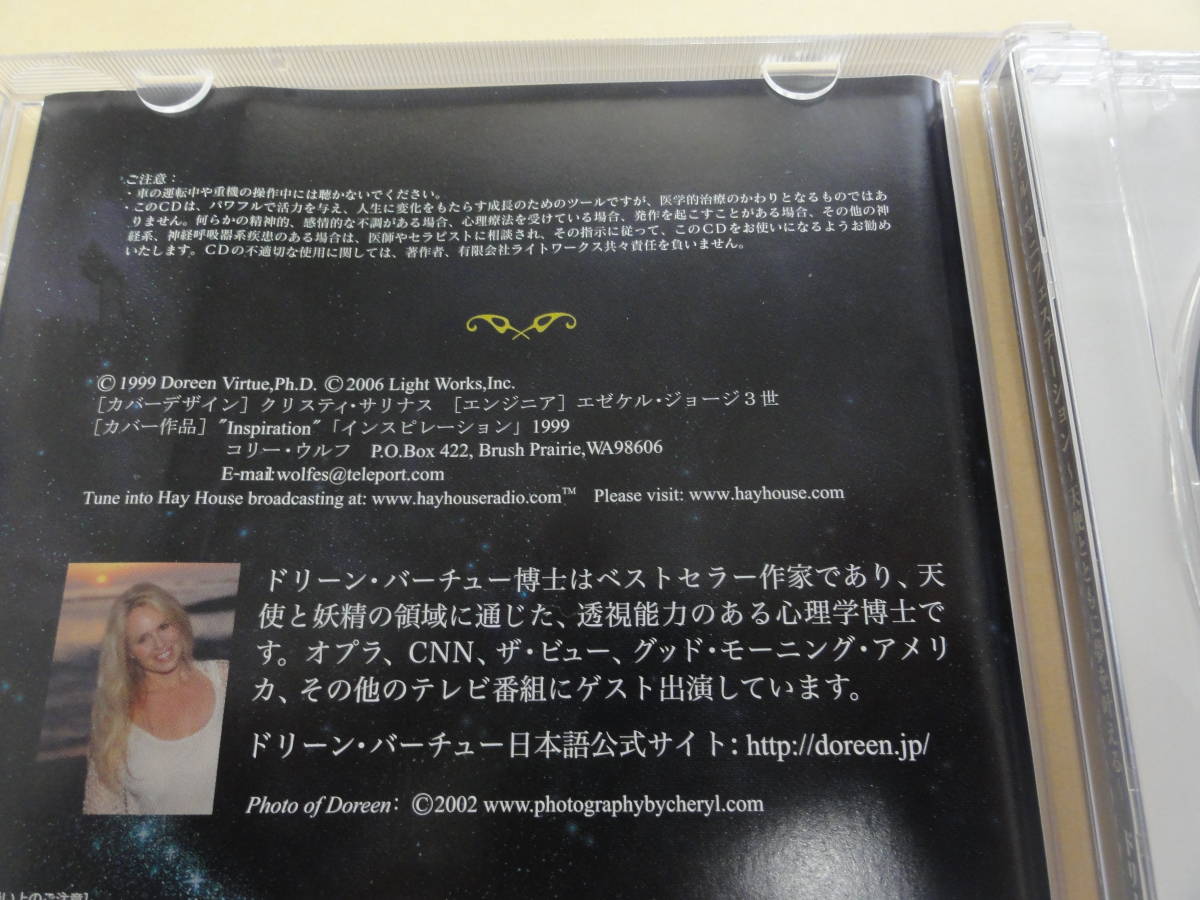 ご注意：
・車の運転中や重機の操作中には聴かないでください。
・このCDは、パワフルで活力を与え、人生に変化をもたらす成長のためのツールですが、医学的治療のかわりとなるものではあ
りません。何らかの精神的、感情的な不調がある場合、心理療法を受けている場合、発作を起こすことがある場合、その他の神
経系、神経呼吸器系疾患のある場合は、医師やセラピストに相談され、その指示に従って、このCDをお使いになるようお勧め
いたします。CDの不適切な使用に関しては、著作者、有限会社ライトワークス共々責任を負いません。
©1999 Doreen Virtue,Ph.D. ©2006 Light Works,Inc.
［カバーデザイン］クリスティ・サリナス ［エンジニア］エゼケル・ジョージ3世
［カバー作品］"Inspiration"「インスピレーション」1999
コリー・ウルフ P.O.Box 422, Brush Prairie,WA98606
E-mail:wolfes@teleport.com
Tune into Hay House broadcasting at: www.hayhouseradio.com™ Please visit: www.hayhouse.com
ドリーン・バーチュー博士はベストセラー作家であり、天
使と妖精の領域に通じた、透視能力のある心理学博士で
す。オプラ、CNN、ザ・ビュー、グッド・モーニング・アメリ
カ、その他のテレビ番組にゲスト出演しています。
ドリーン・バーチュー日本語公式サイト：http://doreen.jp/
Photo of Doreen: ©2002 www.photographybycheryl.com
い上のご注意］